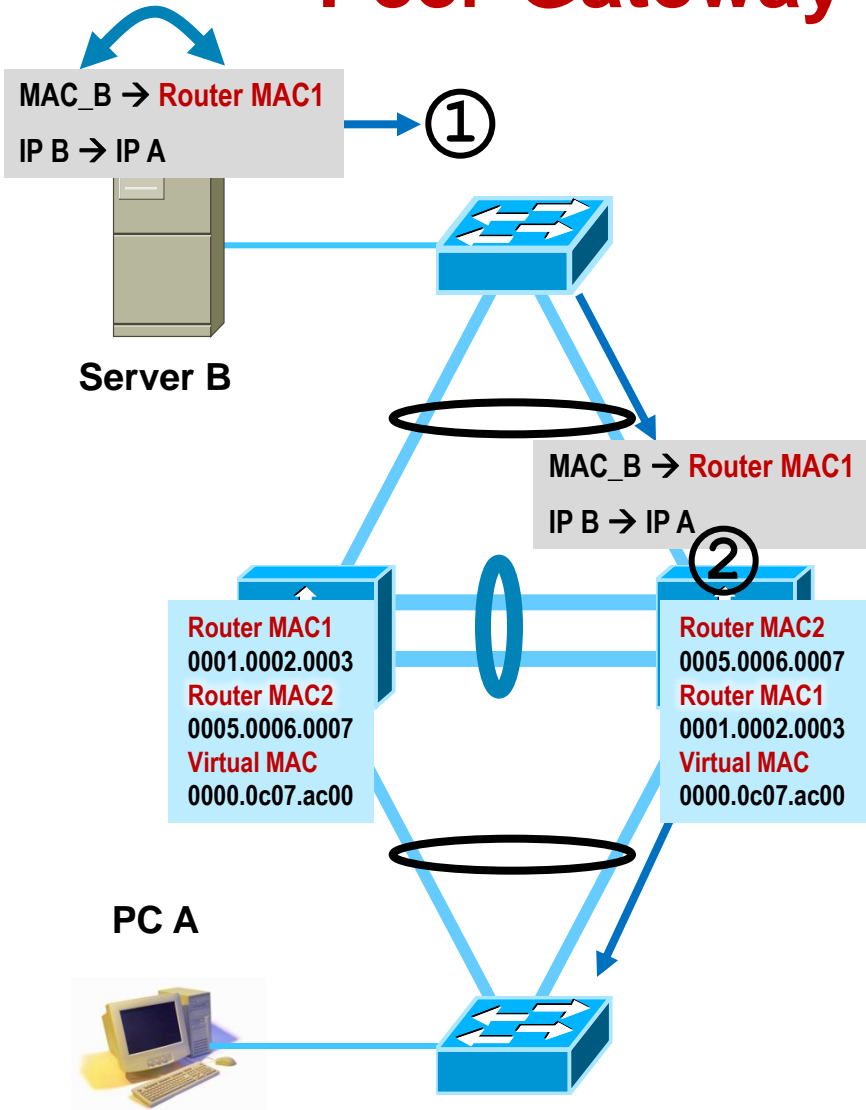 Peer Gateway
MAC_B → Router MAC1
IP B → IP A
①
Server B
MAC_B → Router MAC1
IP B → IP A
②
Router MAC1
0001.0002.0003
Router MAC2
0005.0006.0007
Virtual MAC
0000.0c07.ac00
Router MAC2
0005.0006.0007
Router MAC1
0001.0002.0003
Virtual MAC
0000.0c07.ac00
PC A